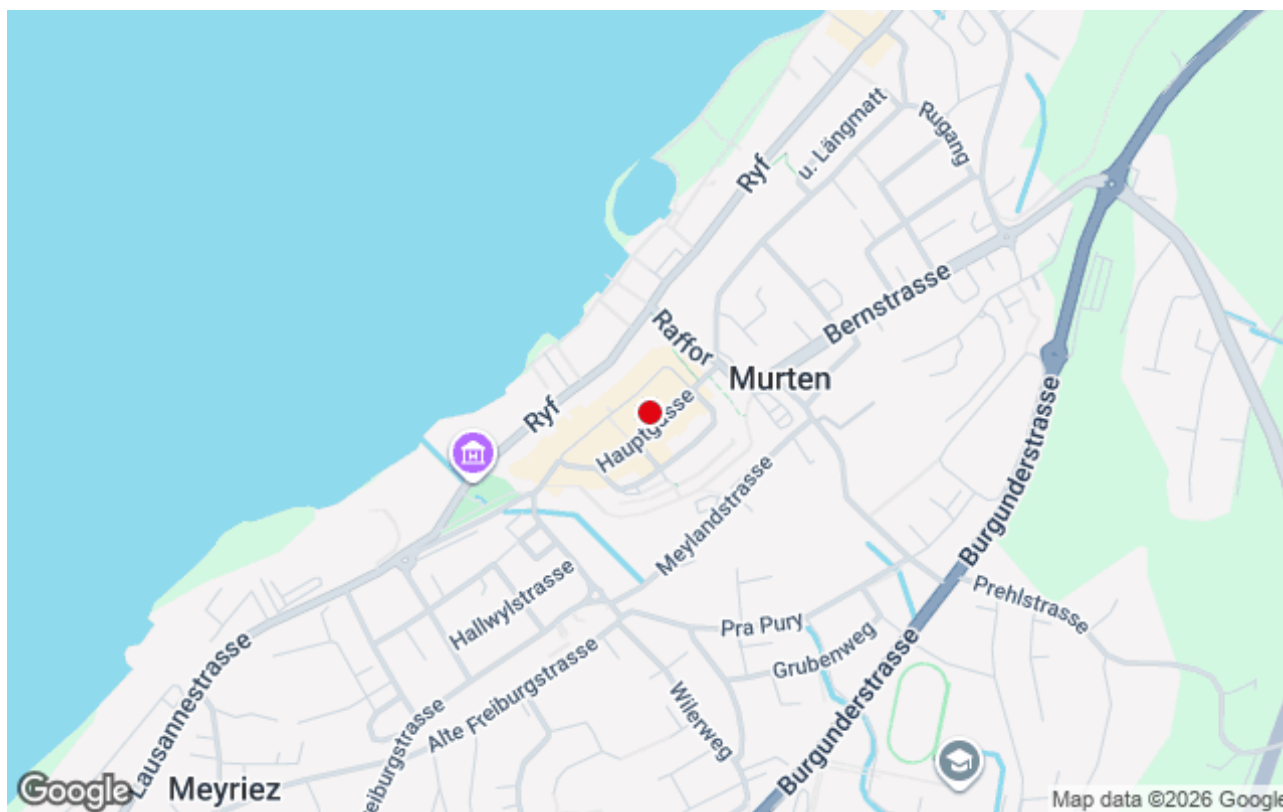 Rugang
u. Längmatt
Ryf
Bernstrasse
Raffor
Murten
Ryf
Hauptgasse
Burgunderstrasse
Meylandstrasse
Prehlstrasse
Hallwylstrasse
Pra Pury
Grubenweg
Lausannestrasse
Alte Freiburgstrasse
Wilerweg
Burgunderstrasse
Freiburgstrasse
Meyriez
Google
Map data ©2026 Google